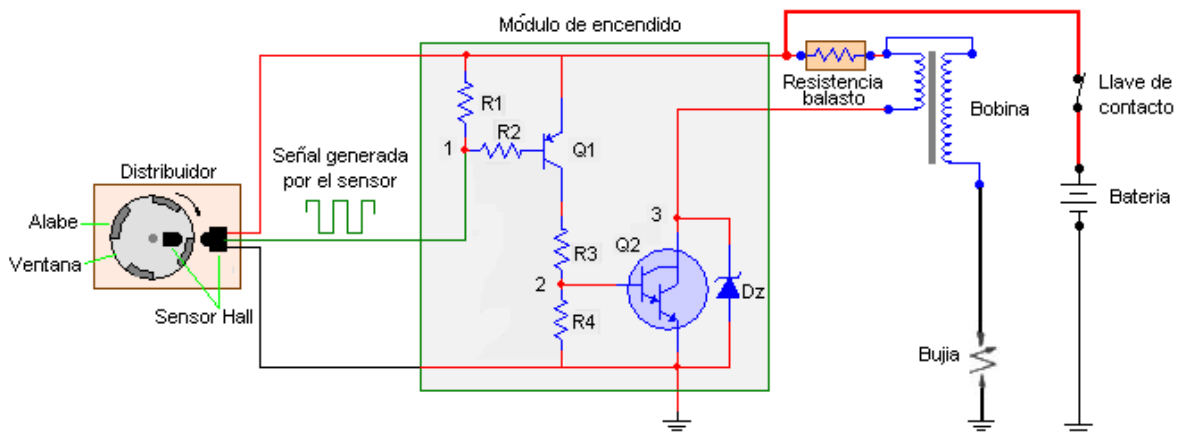 Módulo de encendido
R1
R2
1
Q1
Señal generada
por el sensor
Distribuidor
Alabe
Ventana
Sensor Hall
R3
2
R4
Q2
3
Dz
Resistencia
balasto
Bobina
Llave de
contacto
Bateria
Bujia